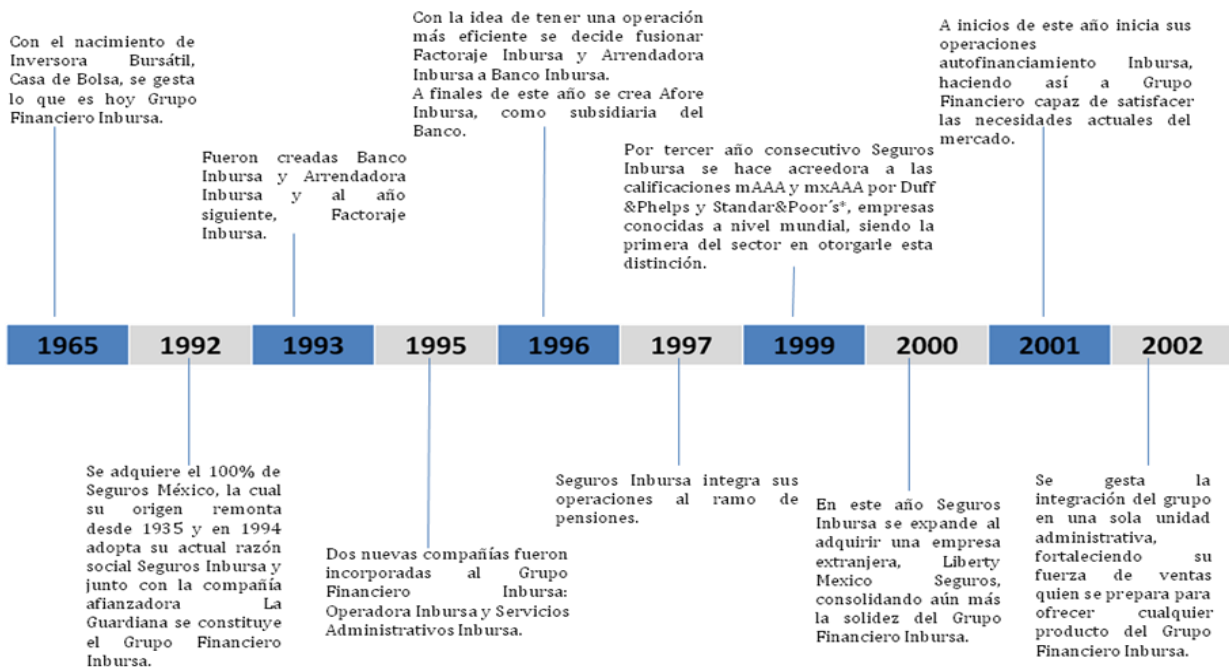 Con el nacimiento de
Inversora Bursátil,
Casa de Bolsa, se gesta
lo que es hoy Grupo
Financiero Inbursa.
Fueron creadas Banco
Inbursa y Arrendadora
Inbursa y al año
siguiente, Factoraje
Inbursa.
Con la idea de tener una operación
más eficiente se decide fusionar
Factoraje Inbursa y Arrendadora
Inbursa a Banco Inbursa.
A finales de este año se crea Afore
Inbursa, como subsidiaria del
Banco.
Por tercer año consecutivo Seguros
Inbursa se hace acreedora a las
calificaciones mAAA y mxAAA por Duff
&Phelps y Standar&Poor´s*, empresas
conocidas a nivel mundial, siendo la
primera del sector en otorgarle esta
distinción.
A inicios de este año inicia sus
operaciones
autofinanciamiento Inbursa,
haciendo así a Grupo
Financiero capaz de satisfacer
las necesidades actuales del
mercado.
1965 1992 1993 1995 1996 1997 1999 2000 2001 2002
Se adquiere el 100% de
Seguros México, la cual
su origen remonta
desde 1935 y en 1994
adopta su actual razón
social Seguros Inbursa y
junto con la compañía
afianzadora La
Guardiana se constituye
el Grupo Financiero
Inbursa.
Dos nuevas compañías fueron
incorporadas al Grupo
Financiero Inbursa:
Operadora Inbursa y Servicios
Administrativos Inbursa.
Seguros Inbursa integra sus
operaciones al ramo de
pensiones.
En este año Seguros
Inbursa se expande al
adquirir una empresa
extranjera, Liberty
Mexico Seguros,
consolidando aún más
la solidez del Grupo
Financiero Inbursa.
Se gesta la
integración del grupo
en una sola unidad
administrativa,
fortaleciendo su
fuerza de ventas
quien se prepara para
ofrecer cualquier
producto del Grupo
Financiero Inbursa.